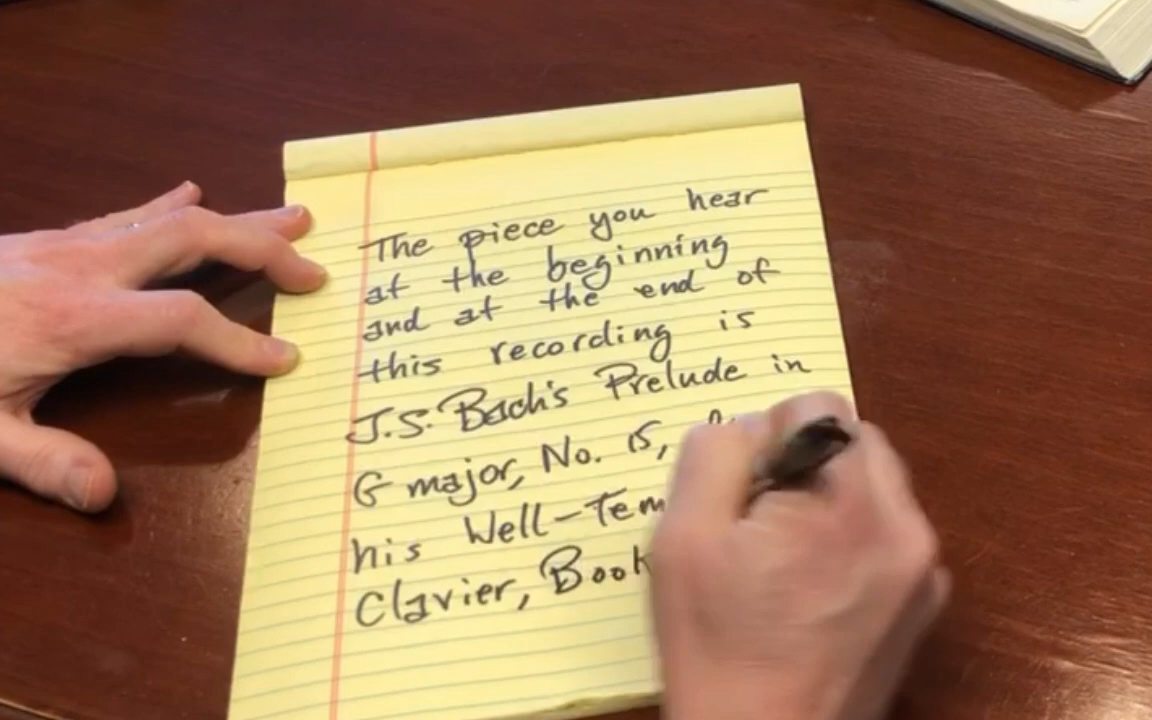 The piece you hear
at the beginning
and at the end of
this recording is
J.S. Bach's Prelude in
G major, No. 15,
his Well-Tem
Clavier, Book